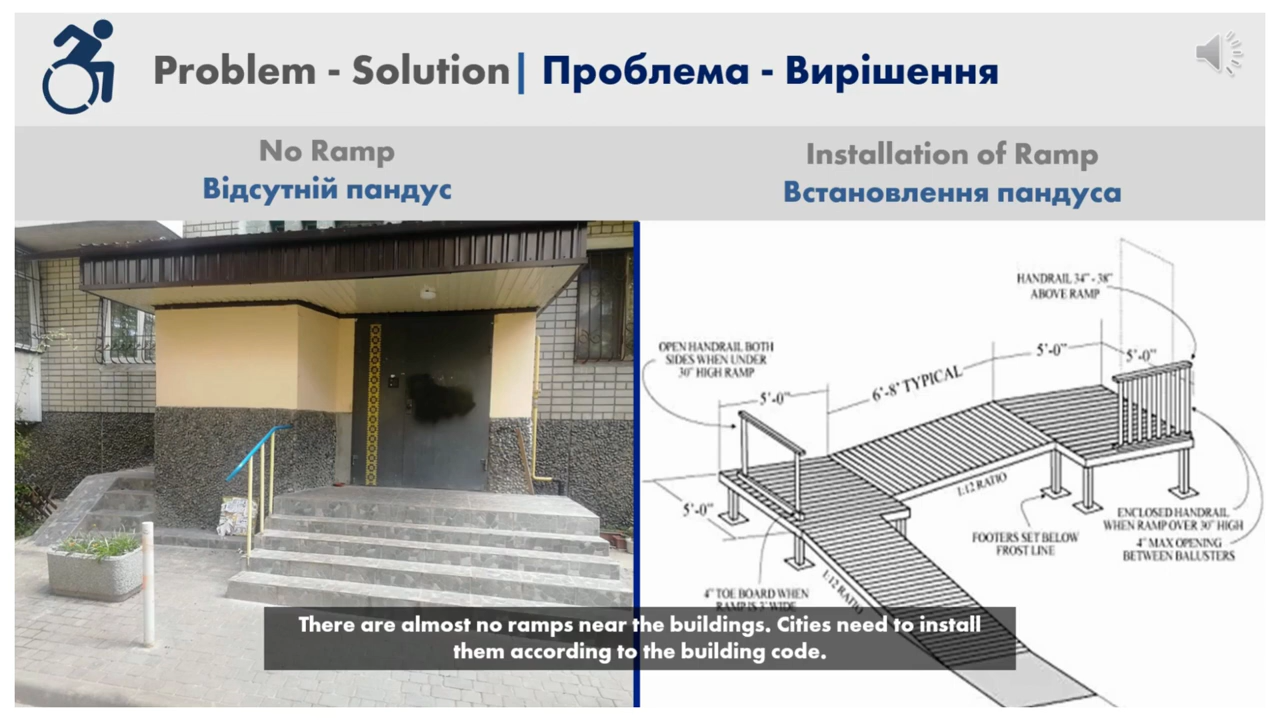 Problem - Solution| Проблема - Вирішення
No Ramp
Відсутній пандус
Installation of Ramp
Встановлення пандуса
HANDRAIL 34" - 38"
ABOVE RAMP
OPEN HANDRAIL BOTH
SIDES WHEN UNDER
30" HIGH RAMP
5'-0"
6'-8" TYPICAL
5'-0"
5'-0"
5'-0"
1:12 RATIO
FOOTERS SET BELOW
FROST LINE
ENCLOSED HANDRAIL
WHEN RAMP OVER 30" HIGH
4" MAX OPENING
BETWEEN BALUSTERS
1:12 RATIO
4" TOE BOARD WHEN
RAMP IS 3' WIDE
There are almost no ramps near the buildings. Cities need to install
them according to the building code.